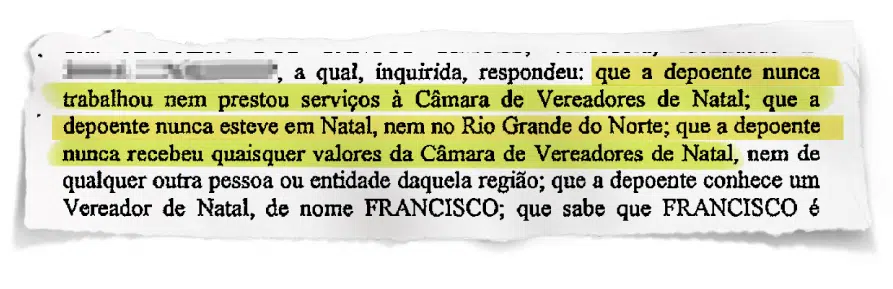 , a qual, inquirida, respondeu: que a depoente nunca
trabalhou nem prestou serviços à Câmara de Vereadores de Natal; que a
depoente nunca esteve em Natal, nem no Rio Grande do Norte; que a depoente
nunca recebeu quaisquer valores da Câmara de Vereadores de Natal, nem de
qualquer outra pessoa ou entidade daquela região; que a depoente conhece um
Vereador de Natal, de nome FRANCISCO; que sabe que FRANCISCO é